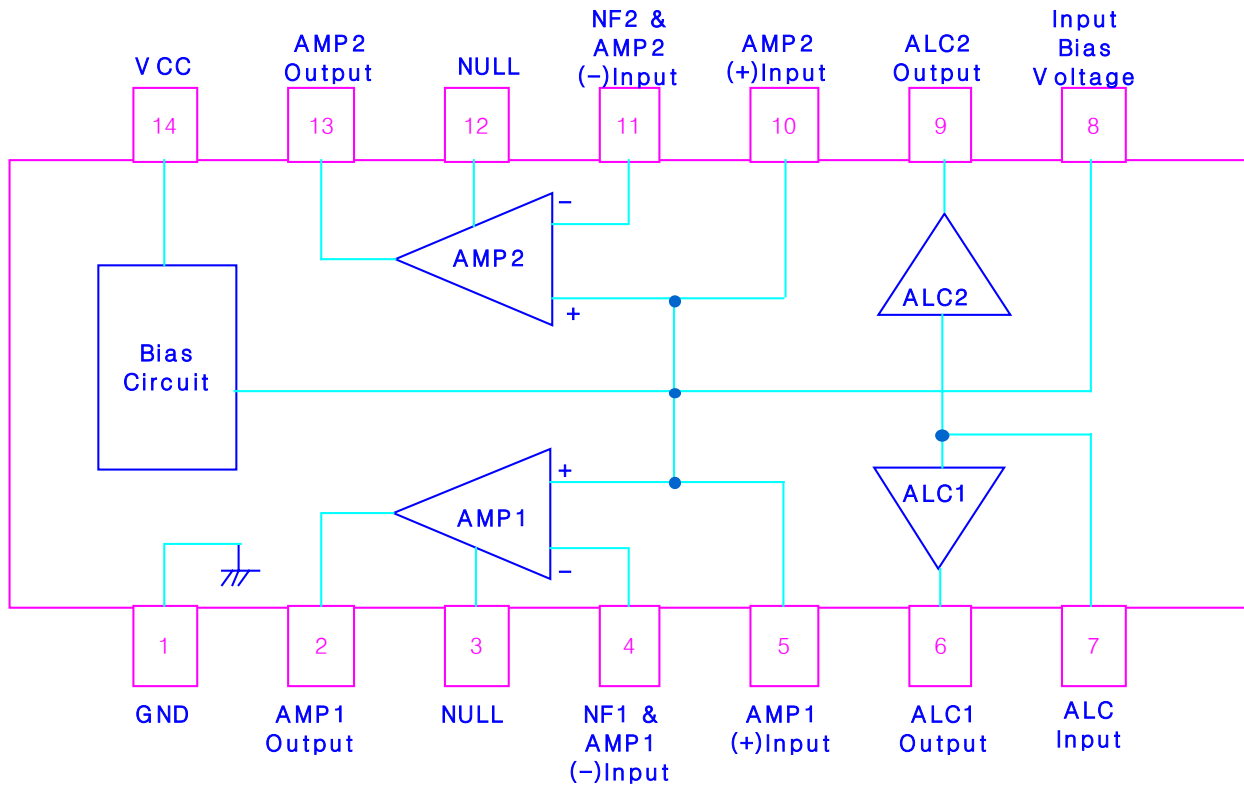 VCC
AMP2
Output
NULL
NF2 &
AMP2
(-)Input
AMP2
(+)Input
ALC2
Output
Input
Bias
Voltage
14
13
12
11
10
9
8
-
AMP2
+
ALC2
Bias
Circuit
+
AMP1
-
ALC1
1
2
3
4
5
6
7
GND
AMP1
Output
NULL
NF1 &
AMP1
(-)Input
AMP1
(+)Input
ALC1
Output
ALC
Input